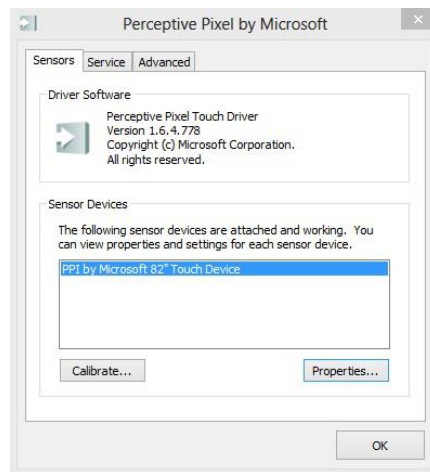 Perceptive Pixel by Microsoft
Sensors Service Advanced
Driver Software
Perceptive Pixel Touch Driver
Version 1.6.4.778
Copyright (c) Microsoft Corporation.
All rights reserved.
Sensor Devices
The following sensor devices are attached and working. You
can view properties and settings for each sensor device.
PPI by Microsoft 82" Touch Device
Calibrate... Properties...
OK